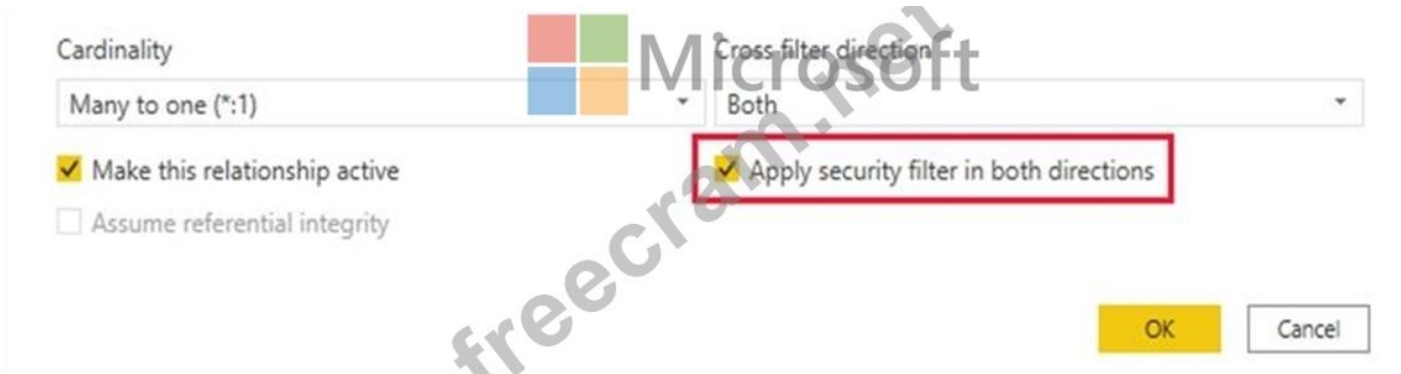 Cardinality
Cross filter direction
Microsoft
Many to one (*:1)
Both
Make this relationship active
Apply security filter in both directions
Assume referential integrity
freecram.net
OK
Cancel